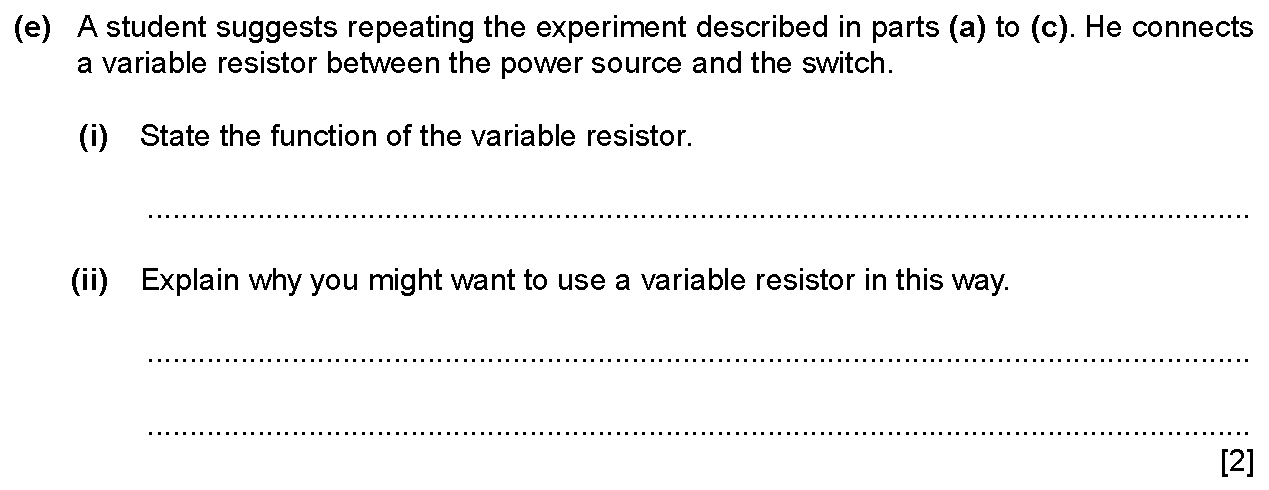 (e) A student suggests repeating the experiment described in parts (a) to (c). He connects
a variable resistor between the power source and the switch.
(i) State the function of the variable resistor.
..........................................................................................................................................
(ii) Explain why you might want to use a variable resistor in this way.
..........................................................................................................................................
..........................................................................................................................................
[2]